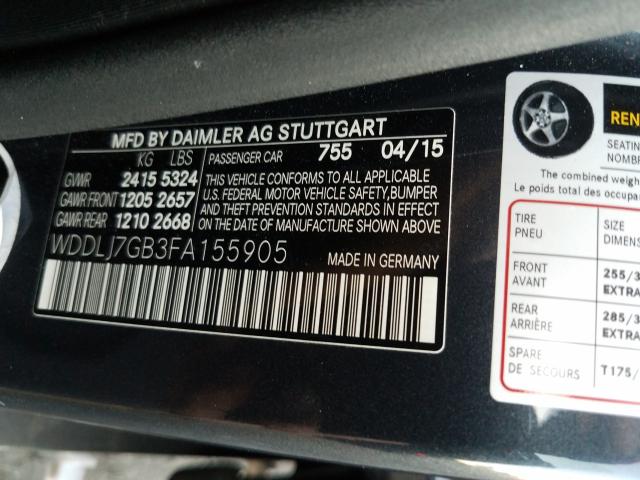 MFD BY DAIMLER AG STUTTGART
KG LBS
GVWR 2415 5324
GAWR FRONT 1205 2657
GAWR REAR 1210 2668
PASSENGER CAR 755 04/15
THIS VEHICLE CONFORMS TO ALL APPLICABLE
U.S. FEDERAL MOTOR VEHICLE SAFETY, BUMPER
AND THEFT PREVENTION STANDARDS IN EFFECT
ON THE DATE OF MANUFACTURE SHOWN ABOVE
WDDLJ7GB3FA155905
MADE IN GERMANY
REN
SEATIN
NOMBR
The combined weig
Le poids total des occupa
TIRE SIZE
PNEU DIMENS
FRONT 255/3
AVANT EXTRA
REAR 285/3
ARRIÈRE EXTRA
SPARE
DE SECOURS T175/